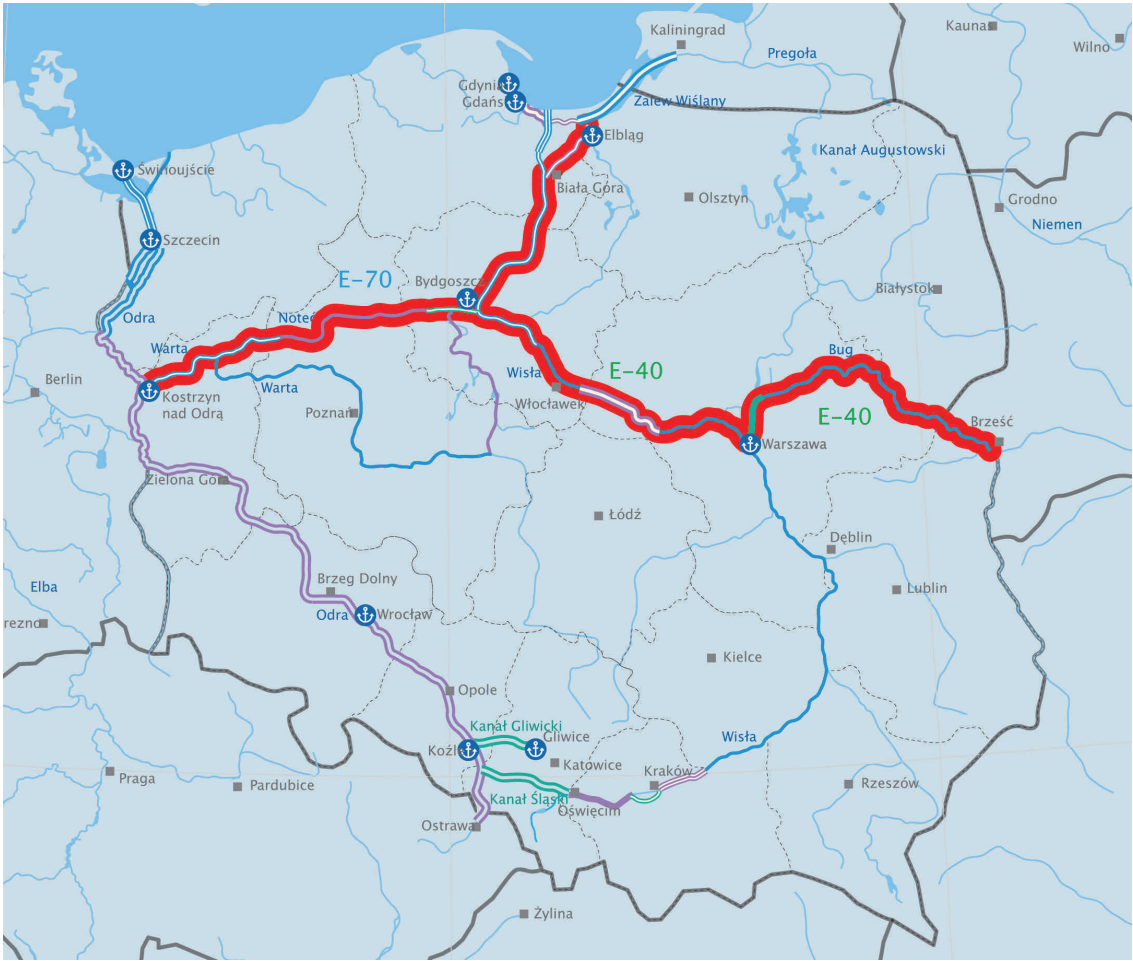 Kaliningrad
Kaunas
Wilno
Pregoła
Gdynia
Gdańs
Zalew Wiślany
Elbląg
Kanał Augustowski
Świnoujście
Biała Góra
Olsztyn
Grodno
Niemen
Szczecin
E-70
Bydgoszcz
Białystok
Odra
Noteć
Warta
Bug
Berlin
Wisła
E-40
Warta
Kostrzyn
nad Odrą
Poznań
Włocławek
E-40
Brześć
Warszawa
Zielona Gór
Łódź
Dęblin
Brzeg Dolny
Elba
Lublin
Odra
Wrocław
rezno
Kielce
Opole
Kanał Gliwicki
Gliwice
Koźle
Wisła
Katowice
Kraków
Praga
Pardubice
Kanał Śląski
Oświęcim
Rzeszów
Ostrawa
Żylina